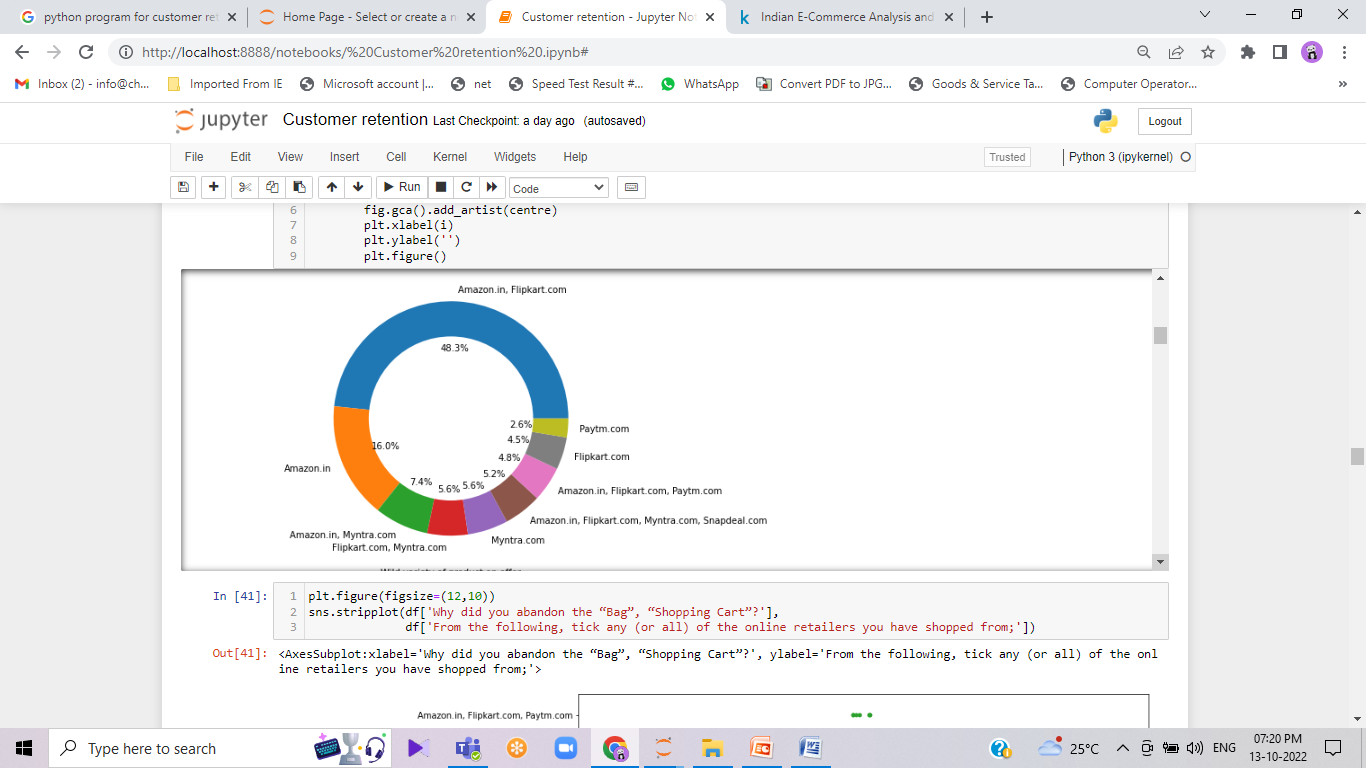 python program for customer ret
Home Page - Select or create a n
Customer retention - Jupyter No
Indian E-Commerce Analysis and
http://localhost:8888/notebooks/%20Customer%20retention%20.ipynb#
Inbox (2) - info@ch...
Imported From IE
Microsoft account |...
net
Speed Test Result #...
WhatsApp
Convert PDF to JPG...
Goods & Service Ta...
Computer Operator...
»
jupyter Customer retention Last Checkpoint: a day ago (autosaved)
Logout
File Edit View Insert Cell Kernel Widgets Help
Trusted
Python 3 (ipykernel)
Run
Code
6 fig.gca().add_artist(centre)
7 plt.xlabel(i)
8 plt.ylabel('')
9 plt.figure()
Amazon.in, Flipkart.com
48.3%
2.6%
Paytm.com
4.5%
16.0%
4.8%
Flipkart.com
Amazon.in
5.2%
7.4%
5.6%
5.6%
Amazon.in, Flipkart.com, Paytm.com
Amazon.in, Flipkart.com, Myntra.com, Snapdeal.com
Amazon.in, Myntra.com
Myntra.com
Flipkart.com, Myntra.com
Wild variety of product on offer
In [41]:
1 plt.figure(figsize=(12,10))
2 sns.stripplot(df['Why did you abandon the “Bag”, “Shopping Cart”?'],
3 df['From the following, tick any (or all) of the online retailers you have shopped from;'])
Out[41]:
<AxesSubplot:xlabel='Why did you abandon the “Bag”, “Shopping Cart”?', ylabel='From the following, tick any (or all) of the onl
ine retailers you have shopped from;'>
Amazon.in, Flipkart.com, Paytm.com
Type here to search
25°C
ENG
07:20 PM
13-10-2022